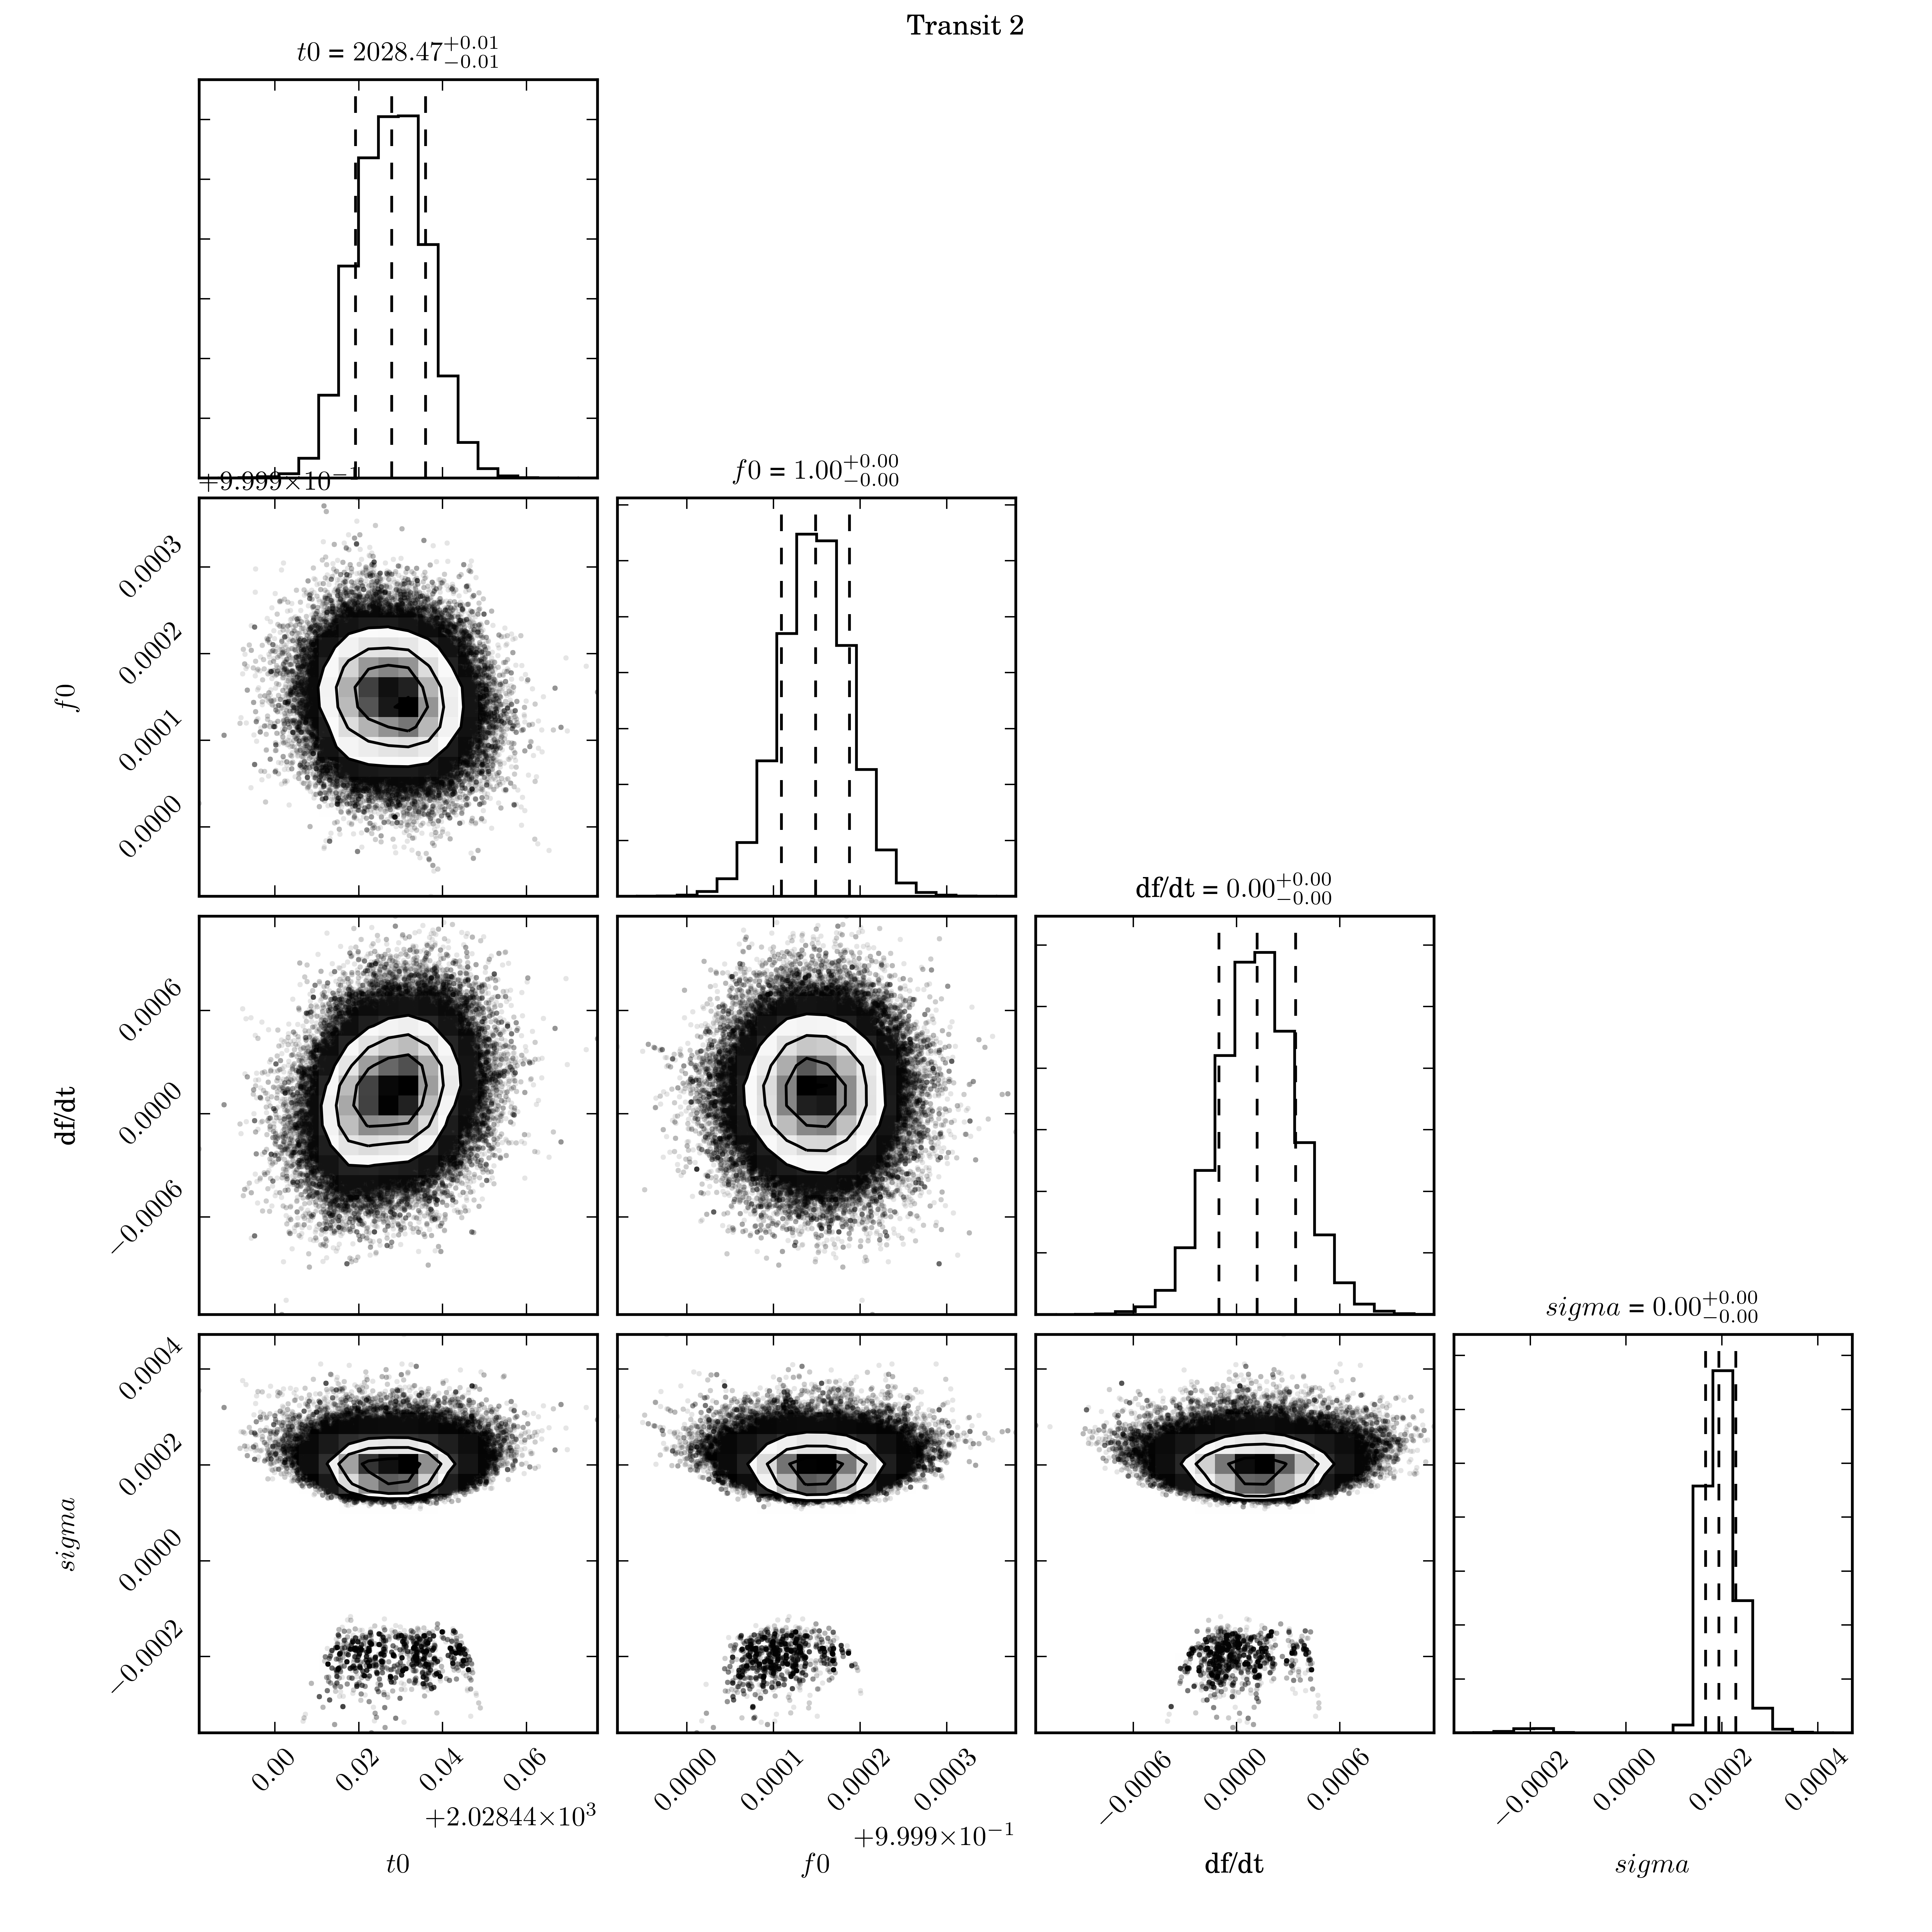 Transit 2
t0 = 2028.47^{+0.01}_{-0.01}
+9.999×10^{−1}
f0 = 1.00^{+0.00}_{−0.00}
0.0003
0.0002
0.0001
0.0000
f0
df/dt = 0.00^{+0.00}_{−0.00}
0.0006
0.0000
−0.0006
df/dt
sigma = 0.00^{+0.00}_{−0.00}
0.0004
0.0002
0.0000
−0.0002
sigma
0.00 0.02 0.04 0.06
0.0000 0.0001 0.0002 0.0003
−0.0006 0.0000 0.0006
−0.0002 0.0000 0.0002 0.0004
+2.02844×10^3
+9.999×10^{−1}
t0 f0 df/dt sigma